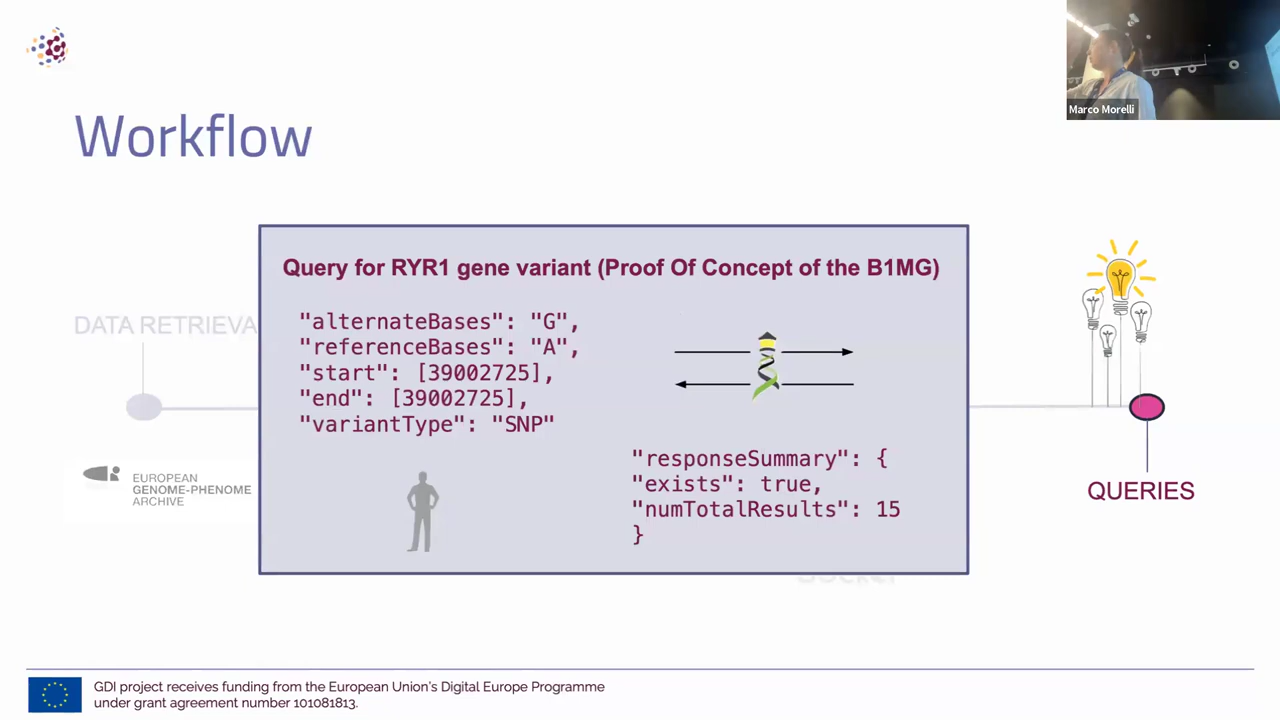 Marco Morelli
Workflow
Query for RYR1 gene variant (Proof Of Concept of the B1MG)
DATA RETRIEVA
"alternateBases": "G",
"referenceBases": "A",
"start": [39002725],
"end": [39002725],
"variantType": "SNP"
"responseSummary": {
"exists": true,
"numTotalResults": 15
}
EUROPEAN
GENOME-PHENOME
ARCHIVE
QUERIES
GDI project receives funding from the European Union's Digital Europe Programme
under grant agreement number 101081813.